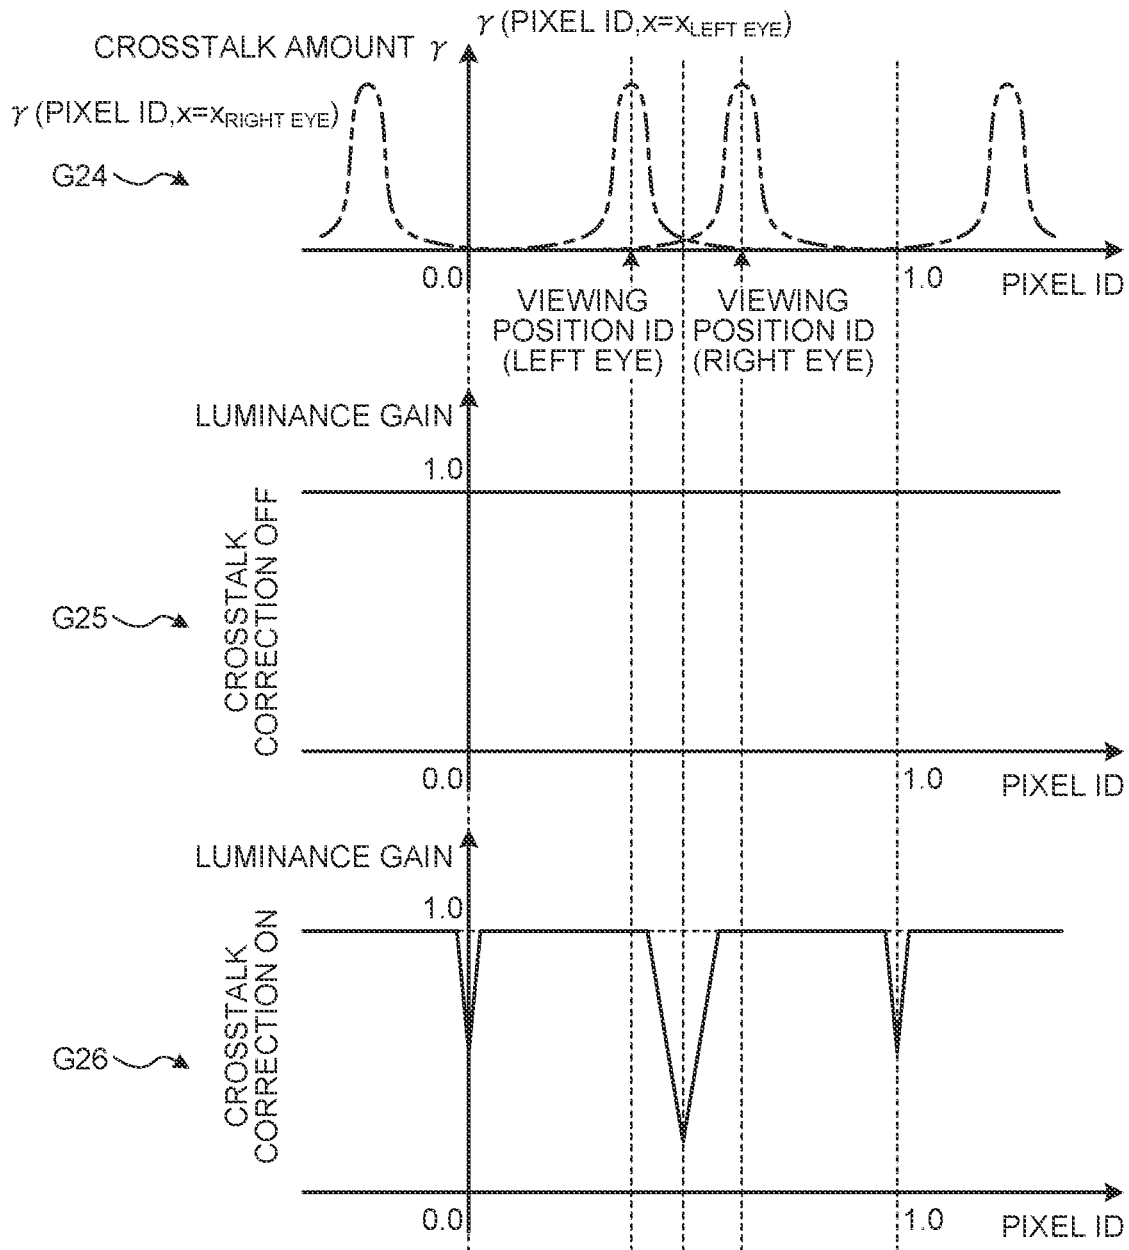 γ (PIXEL ID,x=xLEFT EYE)
CROSSTALK AMOUNT γ
γ (PIXEL ID,x=xRIGHT EYE)
G24
0.0
1.0
PIXEL ID
VIEWING
POSITION ID
(LEFT EYE)
VIEWING
POSITION ID
(RIGHT EYE)
LUMINANCE GAIN
1.0
CROSSTALK
CORRECTION OFF
G25
0.0
1.0
PIXEL ID
LUMINANCE GAIN
1.0
CROSSTALK
CORRECTION ON
G26
0.0
1.0
PIXEL ID